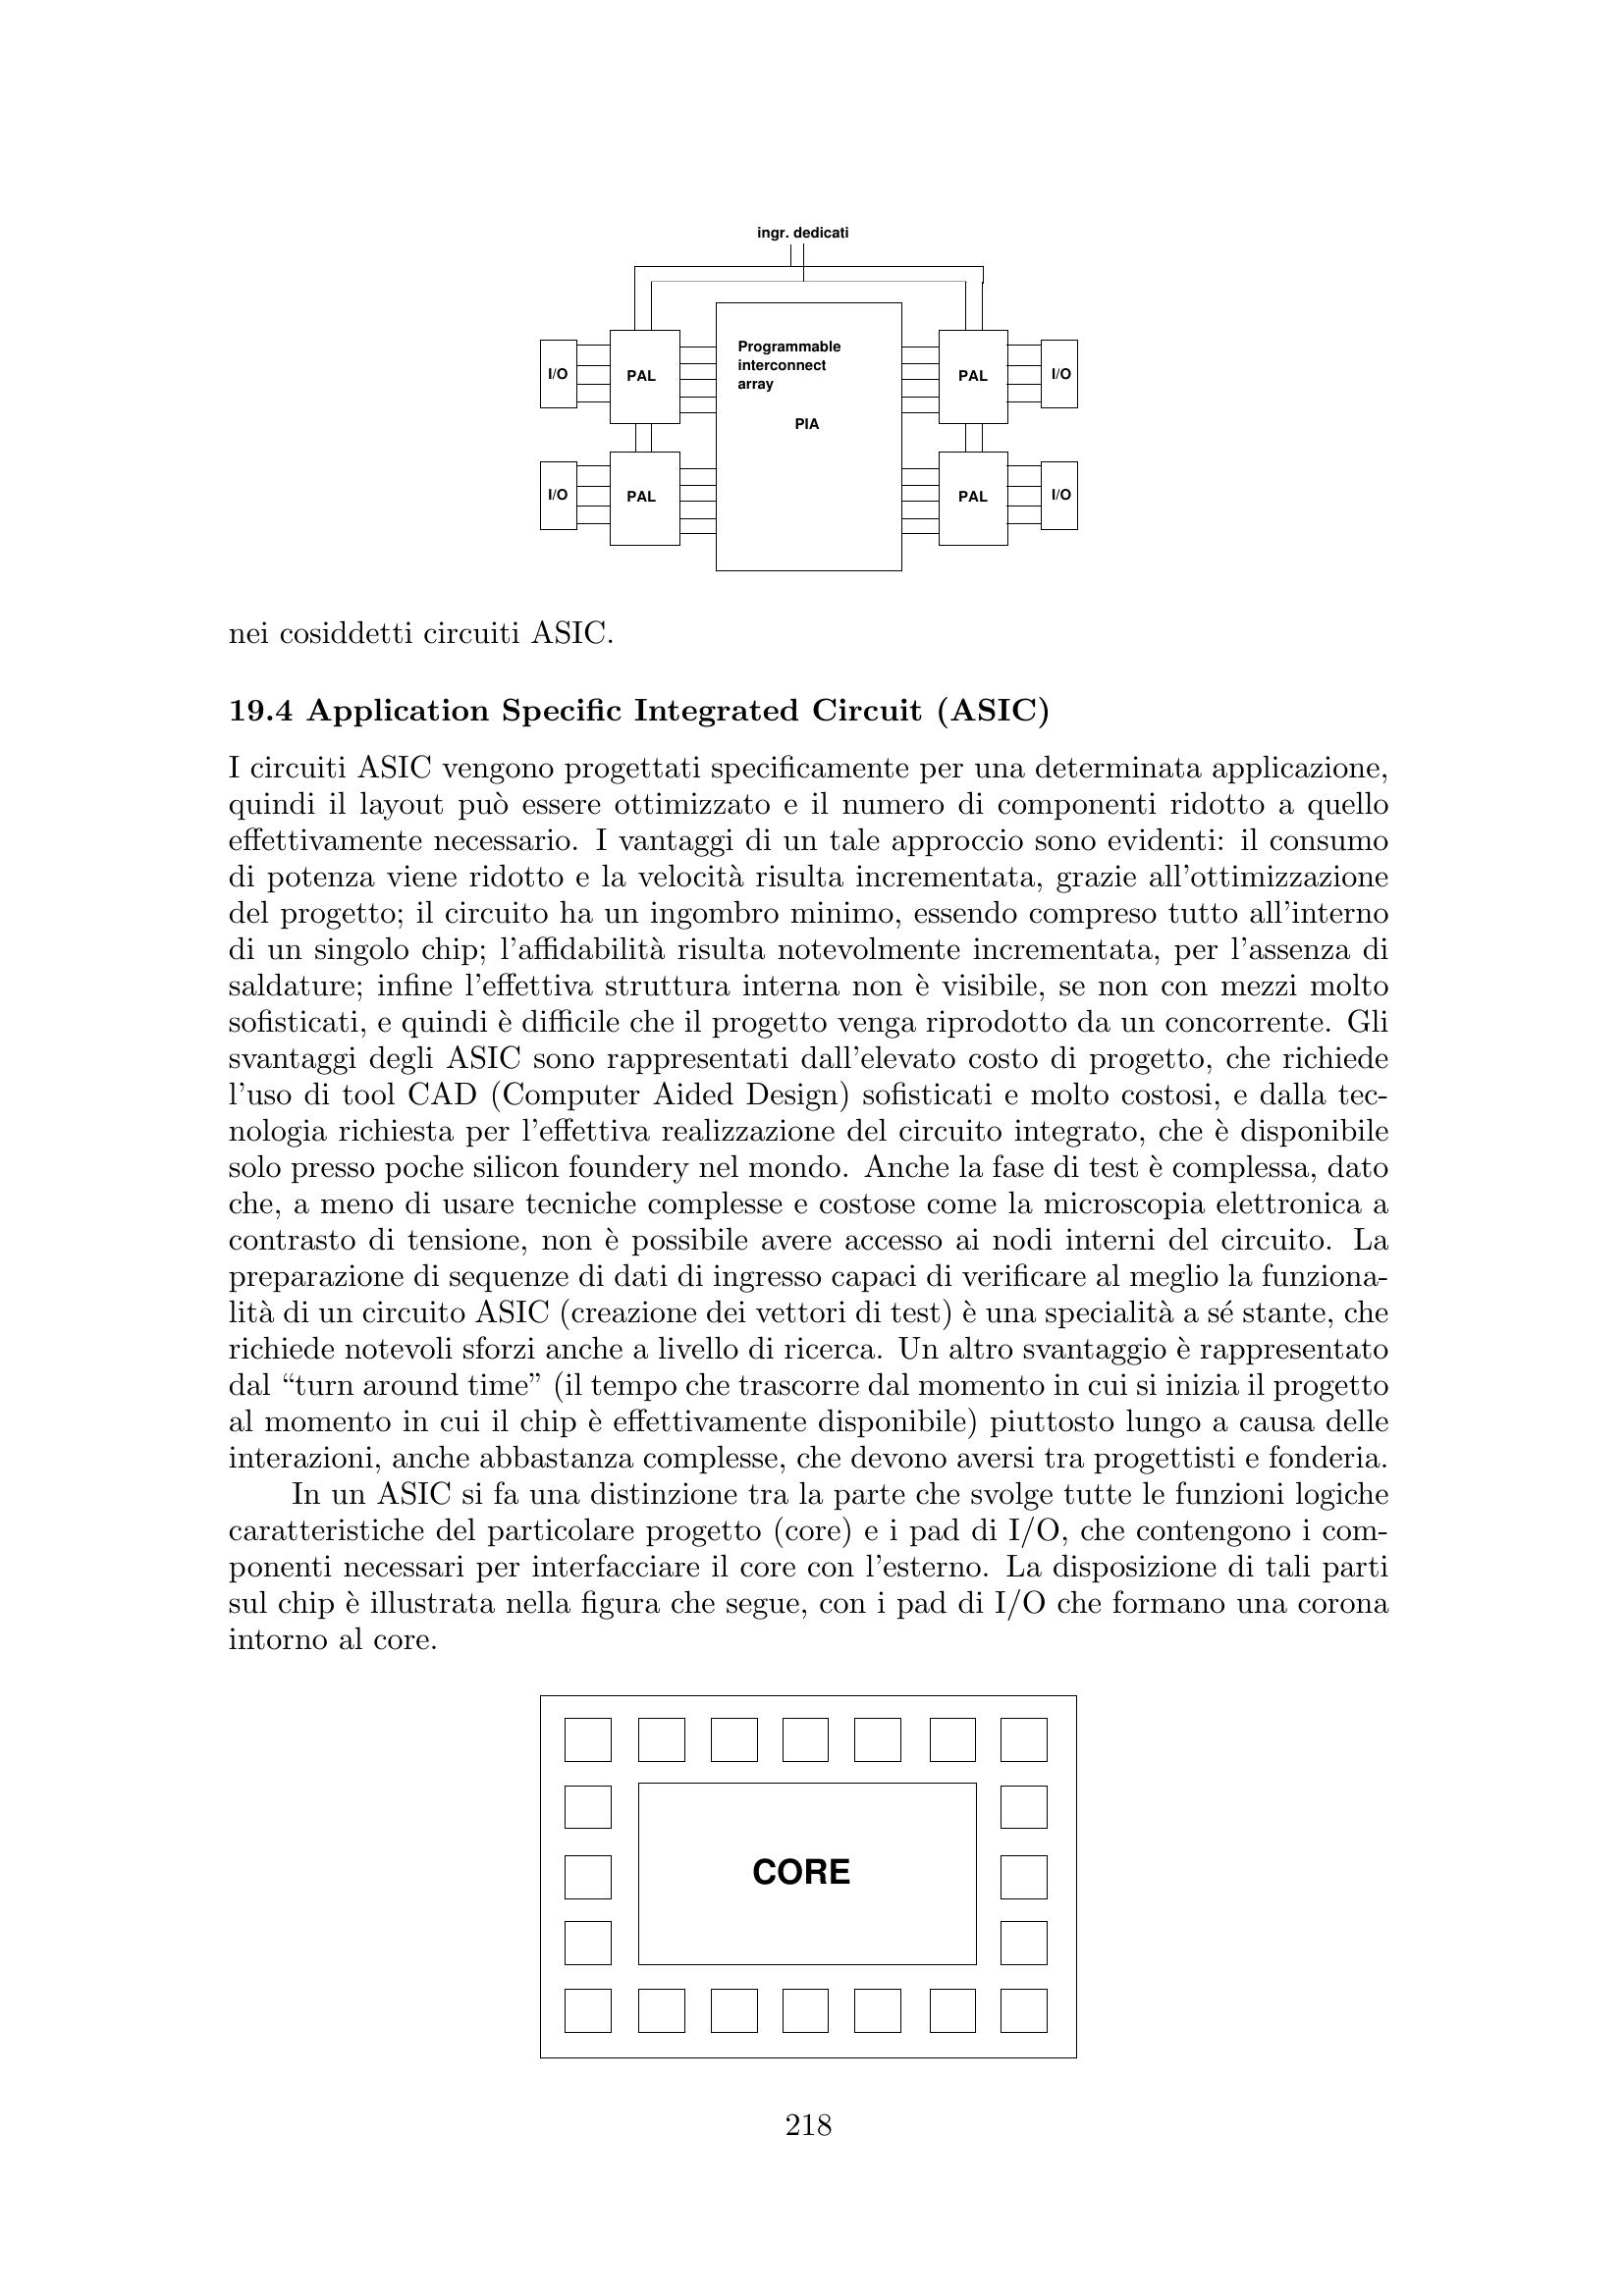 ingr. dedicati
Programmable
interconnect
array
PIA
I/O
PAL
PAL
I/O
I/O
PAL
PAL
I/O
nei cosiddetti circuiti ASIC.
19.4 Application Specific Integrated Circuit (ASIC)
I circuiti ASIC vengono progettati specificamente per una determinata applicazione,
quindi il layout può essere ottimizzato e il numero di componenti ridotto a quello
effettivamente necessario. I vantaggi di un tale approccio sono evidenti: il consumo
di potenza viene ridotto e la velocità risulta incrementata, grazie all'ottimizzazione
del progetto; il circuito ha un ingombro minimo, essendo compreso tutto all'interno
di un singolo chip; l'affidabilità risulta notevolmente incrementata, per l'assenza di
saldature; infine l'effettiva struttura interna non è visibile, se non con mezzi molto
sofisticati, e quindi è difficile che il progetto venga riprodotto da un concorrente. Gli
svantaggi degli ASIC sono rappresentati dall'elevato costo di progetto, che richiede
l'uso di tool CAD (Computer Aided Design) sofisticati e molto costosi, e dalla tec-
nologia richiesta per l'effettiva realizzazione del circuito integrato, che è disponibile
solo presso poche silicon foundery nel mondo. Anche la fase di test è complessa, dato
che, a meno di usare tecniche complesse e costose come la microscopia elettronica a
contrasto di tensione, non è possibile avere accesso ai nodi interni del circuito. La
preparazione di sequenze di dati di ingresso capaci di verificare al meglio la funziona-
lità di un circuito ASIC (creazione dei vettori di test) è una specialità a sé stante, che
richiede notevoli sforzi anche a livello di ricerca. Un altro svantaggio è rappresentato
dal “turn around time” (il tempo che trascorre dal momento in cui si inizia il progetto
al momento in cui il chip è effettivamente disponibile) piuttosto lungo a causa delle
interazioni, anche abbastanza complesse, che devono aversi tra progettisti e fonderia.
In un ASIC si fa una distinzione tra la parte che svolge tutte le funzioni logiche
caratteristiche del particolare progetto (core) e i pad di I/O, che contengono i com-
ponenti necessari per interfacciare il core con l'esterno. La disposizione di tali parti
sul chip è illustrata nella figura che segue, con i pad di I/O che formano una corona
intorno al core.
CORE
218